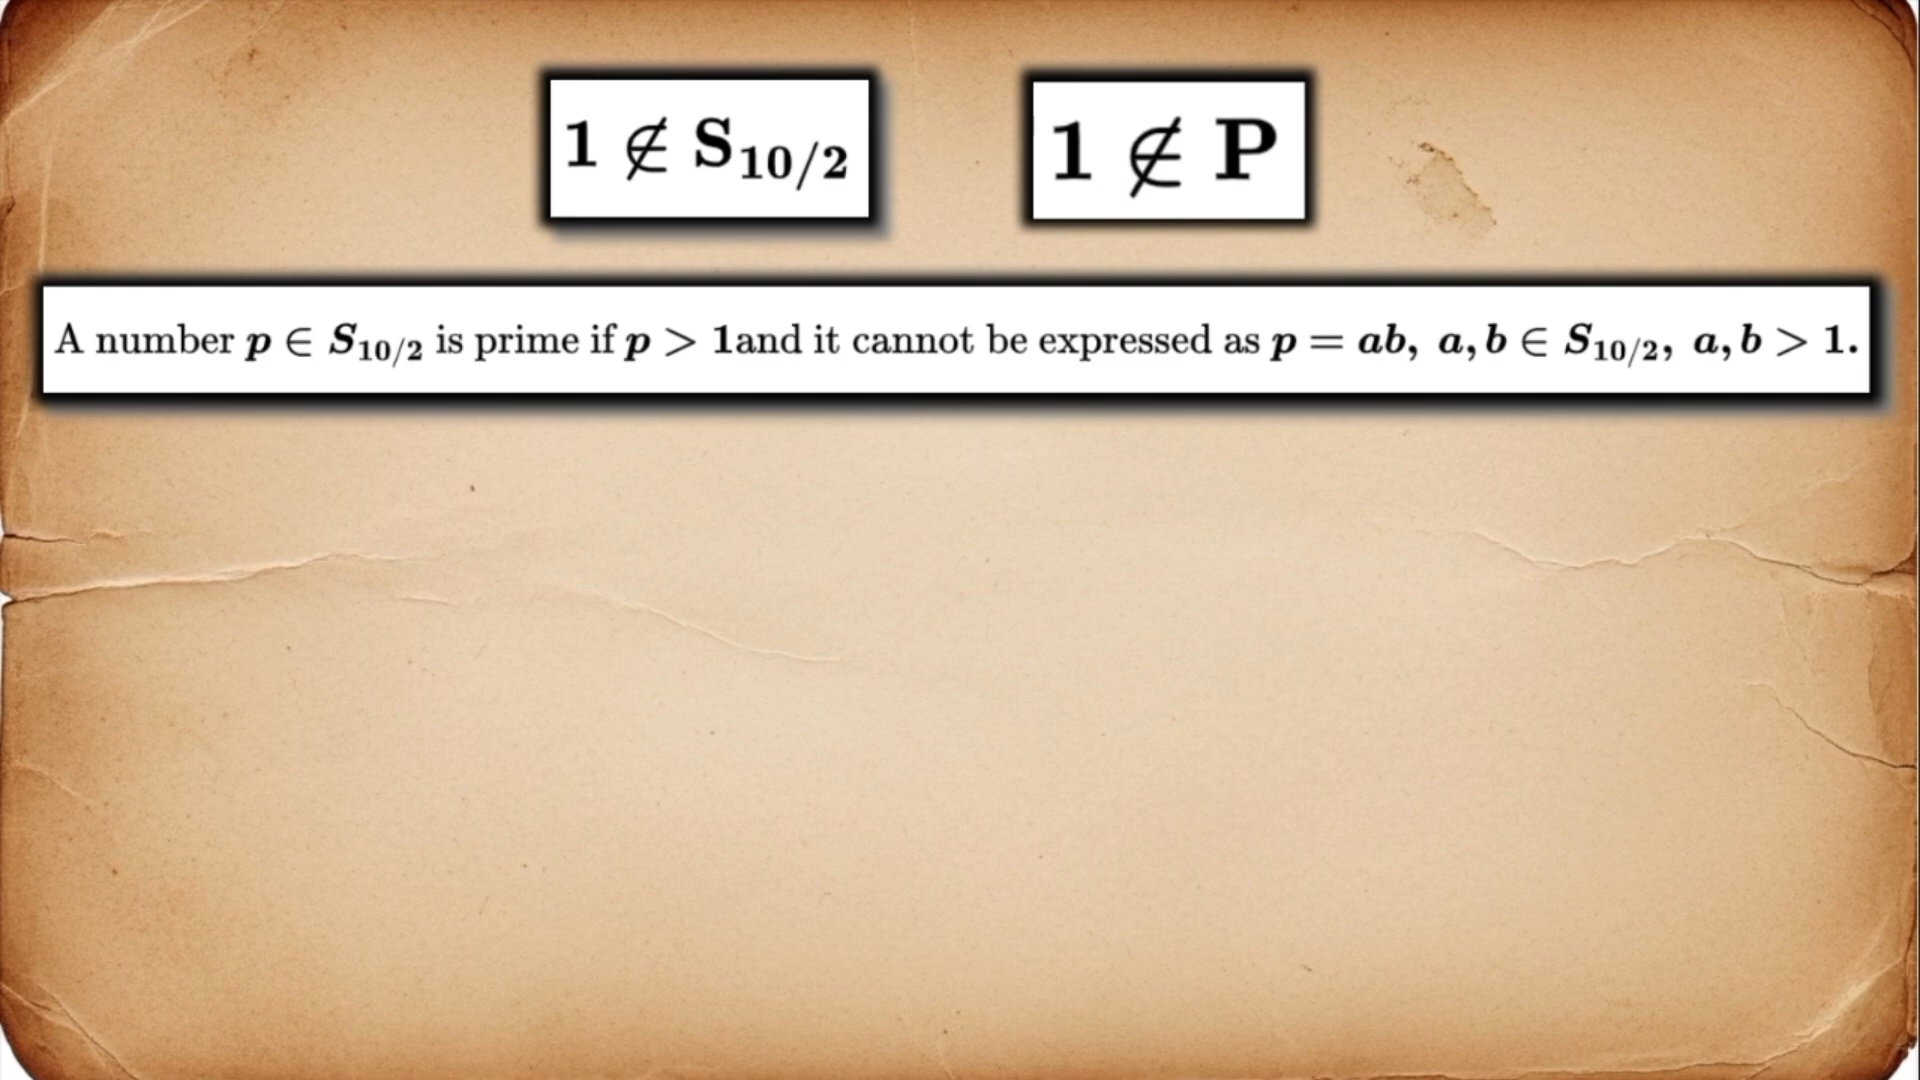 1 ∉ S₁₀/₂
1 ∉ P
A number p ∈ S₁₀/₂ is prime if p > 1and it cannot be expressed as p = ab, a, b ∈ S₁₀/₂, a, b > 1.